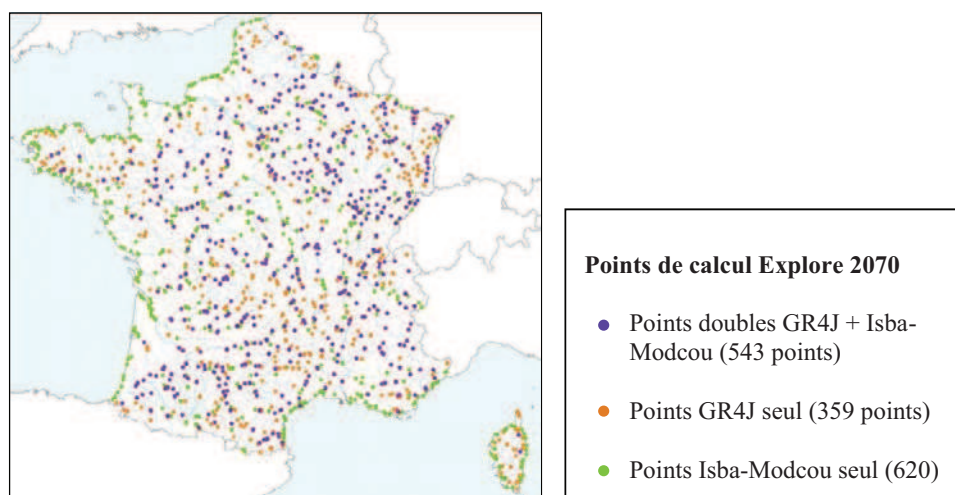 Points de calcul Explore 2070
Points doubles GR4J + Isba-
Modcou (543 points)
Points GR4J seul (359 points)
Points Isba-Modcou seul (620)